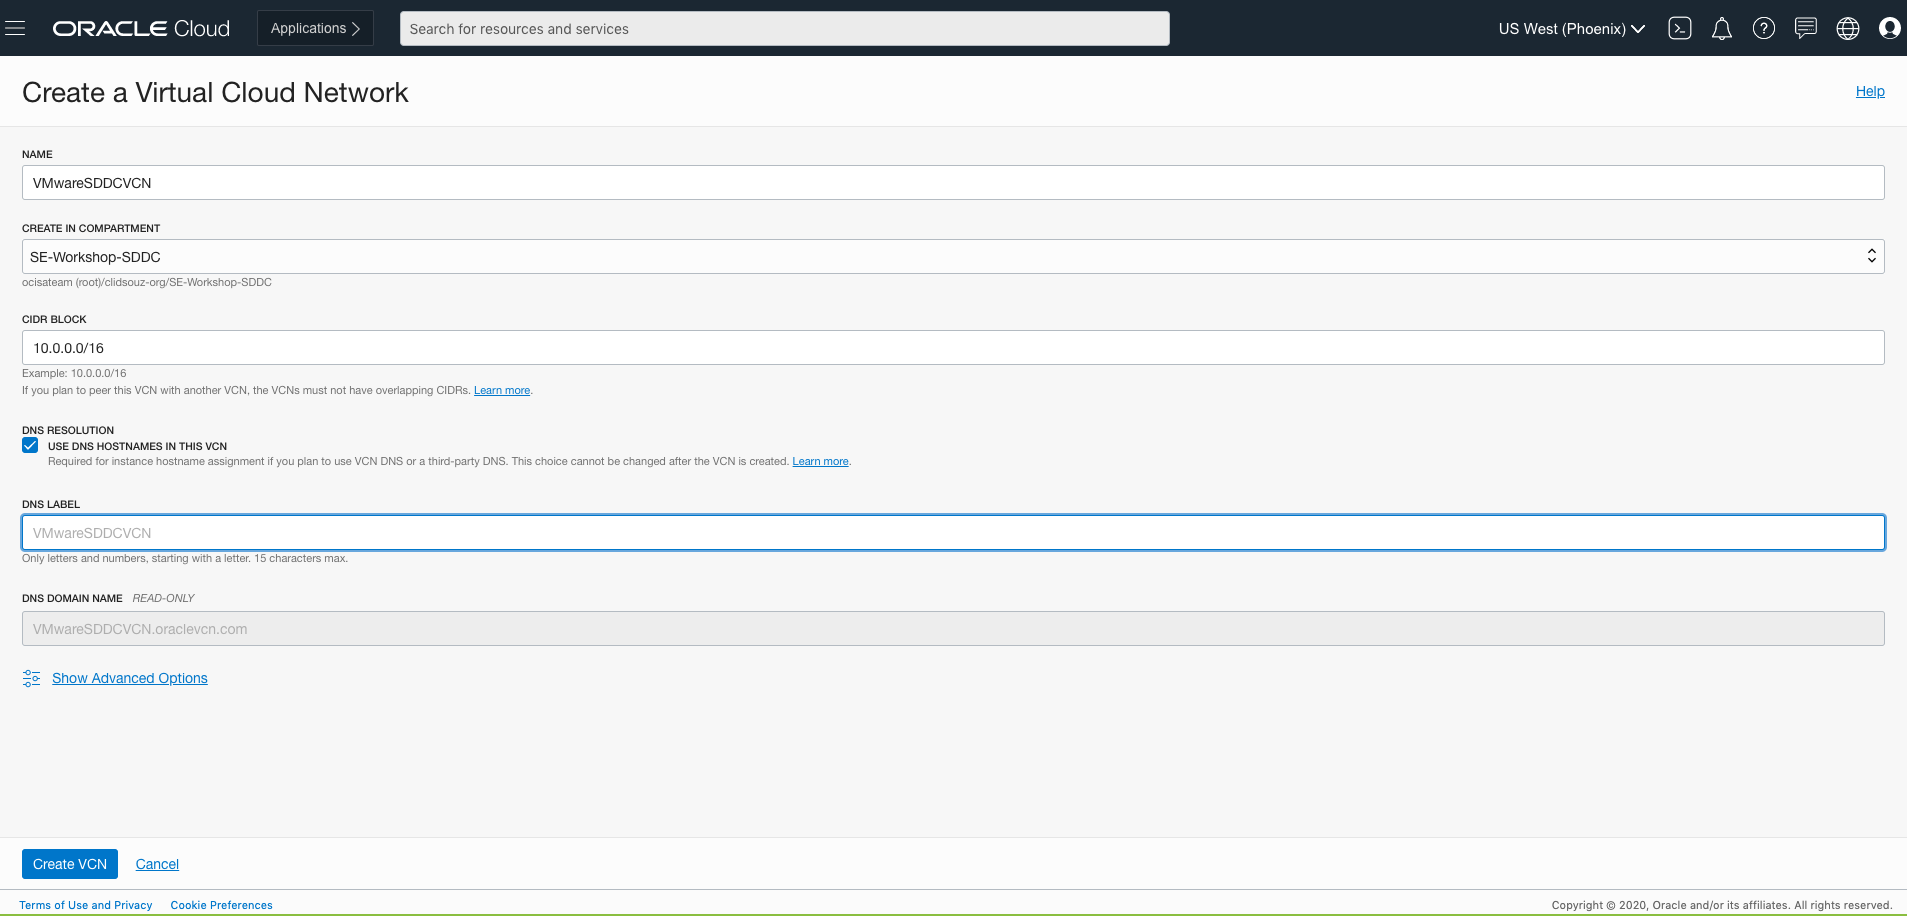 ORACLE Cloud
Applications
Search for resources and services
US West (Phoenix)
Create a Virtual Cloud Network
Help
NAME
VMwareSDDCVCN
CREATE IN COMPARTMENT
SE-Workshop-SDDC
ocisateam (root)/clidsouz-org/SE-Workshop-SDDC
CIDR BLOCK
10.0.0.0/16
Example: 10.0.0.0/16
If you plan to peer this VCN with another VCN, the VCNs must not have overlapping CIDRs. Learn more.
DNS RESOLUTION
USE DNS HOSTNAMES IN THIS VCN
Required for instance hostname assignment if you plan to use VCN DNS or a third-party DNS. This choice cannot be changed after the VCN is created. Learn more.
DNS LABEL
VMwareSDDCVCN
Only letters and numbers, starting with a letter. 15 characters max.
DNS DOMAIN NAME READ-ONLY
VMwareSDDCVCN.oraclevcn.com
Show Advanced Options
Create VCN Cancel
Terms of Use and Privacy Cookie Preferences
Copyright © 2020, Oracle and/or its affiliates. All rights reserved.